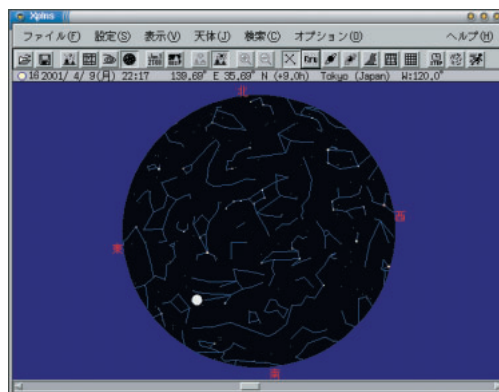 Xplns
ファイル(F) 設定(S) 表示(V) 天体(J) 検索(C) オプション(O) ヘルプ(H)
16 2001/ 4/ 9(月) 22:17 139.69° E 35.69° N (+9.0h) Tokyo (Japan) W:120.0°
北
西
東
南